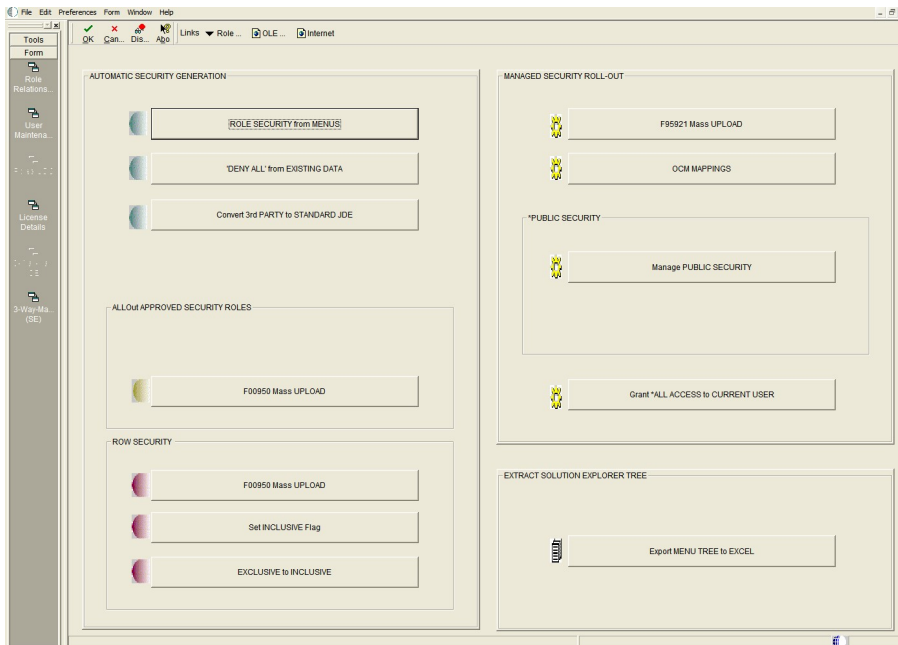 File Edit Preferences Form Window Help
OK Can... Dis... Abo Links Role ... OLE ... Internet
Tools
Form
Role
Relations...
User
Maintena...
License
Details
3-Way-Ma...
(SE)
AUTOMATIC SECURITY GENERATION
ROLE SECURITY from MENUS
'DENY ALL' from EXISTING DATA
Convert 3rd PARTY to STANDARD JDE
ALLOut APPROVED SECURITY ROLES
F00950 Mass UPLOAD
ROW SECURITY
F00950 Mass UPLOAD
Set INCLUSIVE Flag
EXCLUSIVE to INCLUSIVE
MANAGED SECURITY ROLL-OUT
F95921 Mass UPLOAD
OCM MAPPINGS
*PUBLIC SECURITY
Manage PUBLIC SECURITY
Grant *ALL ACCESS to CURRENT USER
EXTRACT SOLUTION EXPLORER TREE
Export MENU TREE to EXCEL